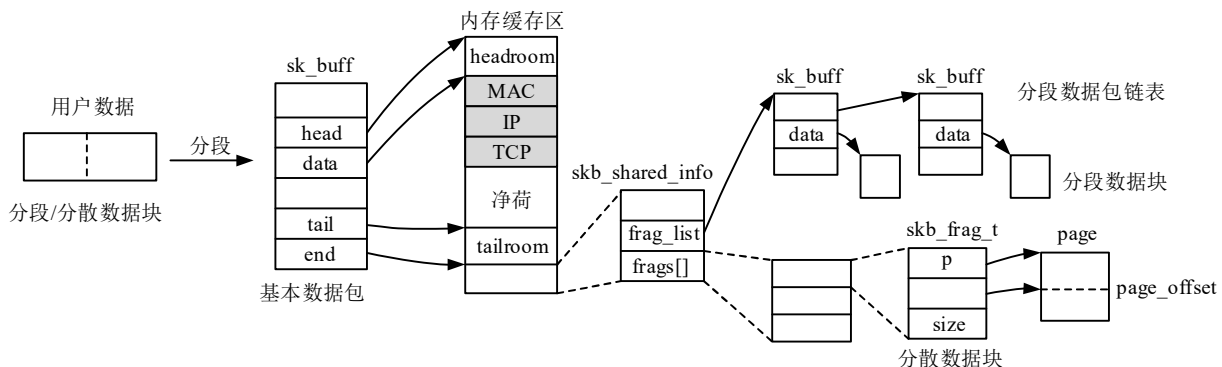 用户数据
分段/分散数据块
分段
sk_buff
head
data
tail
end
基本数据包
内存缓存区
headroom
MAC
IP
TCP
净荷
tailroom
skb_shared_info
frag_list
frags[]
sk_buff
data
sk_buff
data
分段数据包链表
分段数据块
skb_frag_t
p
size
分散数据块
page
page_offset